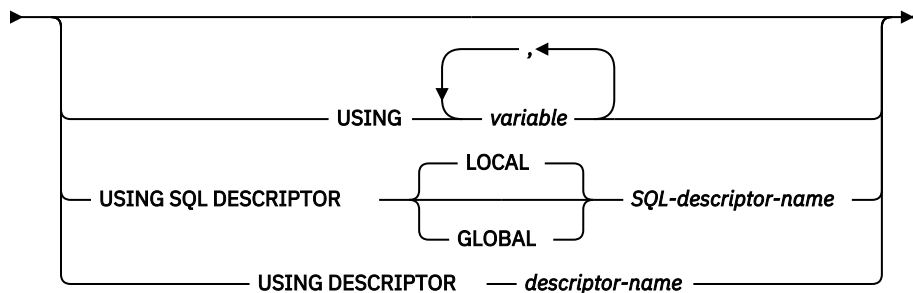 ,
USING variable
LOCAL
USING SQL DESCRIPTOR SQL-descriptor-name
GLOBAL
USING DESCRIPTOR descriptor-name